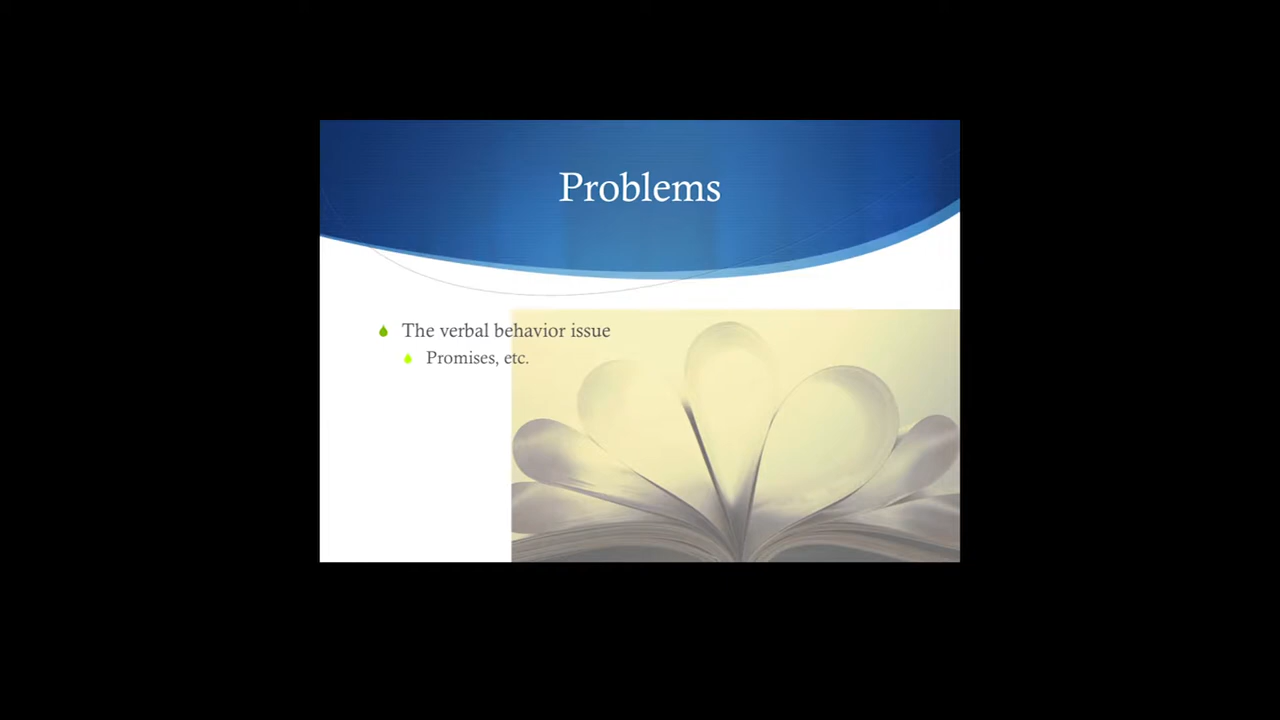 Problems
The verbal behavior issue
Promises, etc.